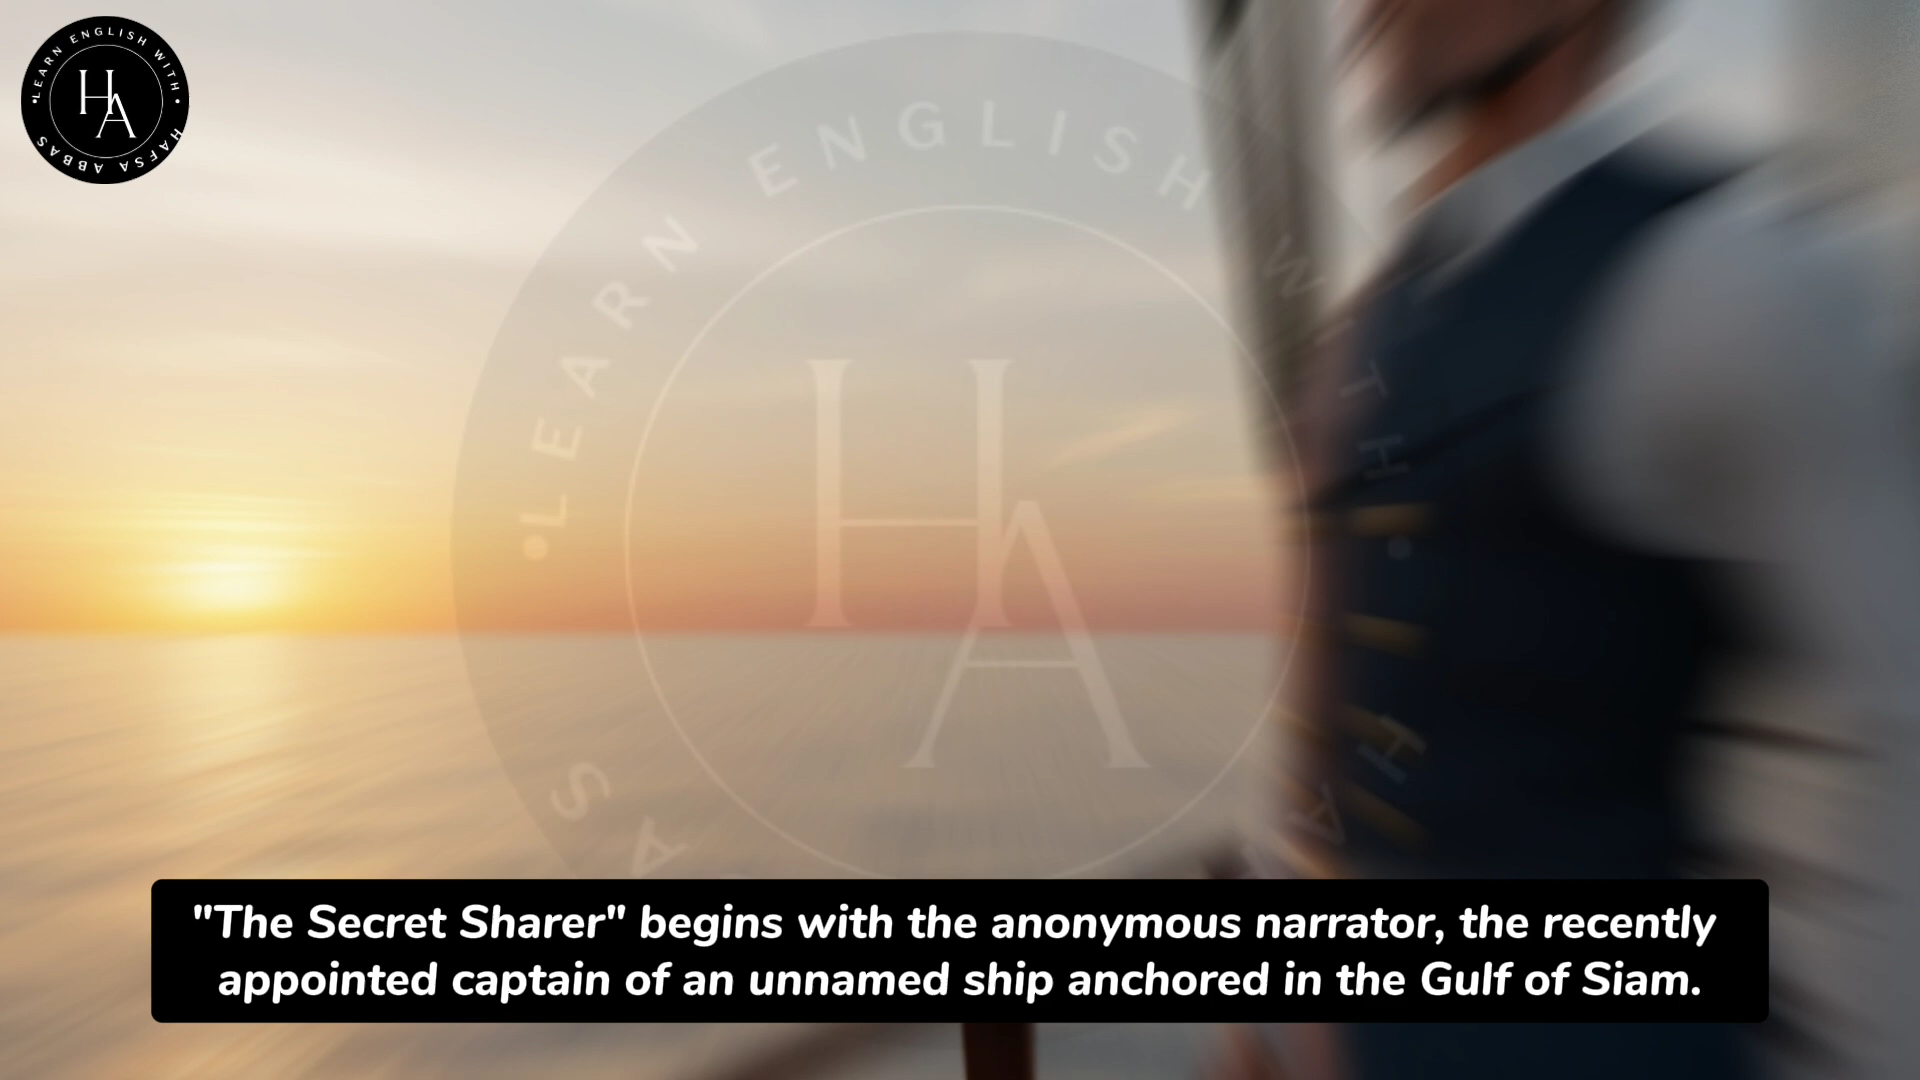 LEARN ENGLISH WITH
HAFSA ABBAS
HA
LEARN ENGLISH WITH
HA
"The Secret Sharer" begins with the anonymous narrator, the recently
appointed captain of an unnamed ship anchored in the Gulf of Siam.